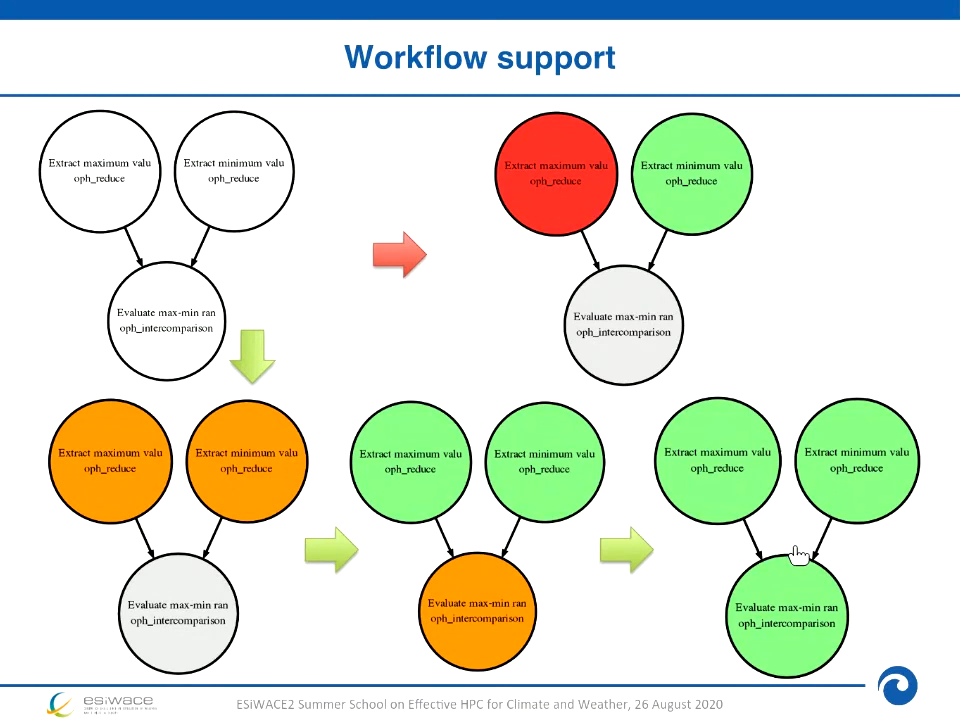 Workflow support
Extract maximum valu
oph_reduce
Extract minimum valu
oph_reduce
Evaluate max-min ran
oph_intercomparison
Extract maximum valu
oph_reduce
Extract minimum valu
oph_reduce
Evaluate max-min ran
oph_intercomparison
Extract maximum valu
oph_reduce
Extract minimum valu
oph_reduce
Evaluate max-min ran
oph_intercomparison
Extract maximum valu
oph_reduce
Extract minimum valu
oph_reduce
Evaluate max-min ran
oph_intercomparison
Extract maximum valu
oph_reduce
Extract minimum valu
oph_reduce
Evaluate max-min ran
oph_intercomparison
esiwace
ESiWACE2 Summer School on Effective HPC for Climate and Weather, 26 August 2020